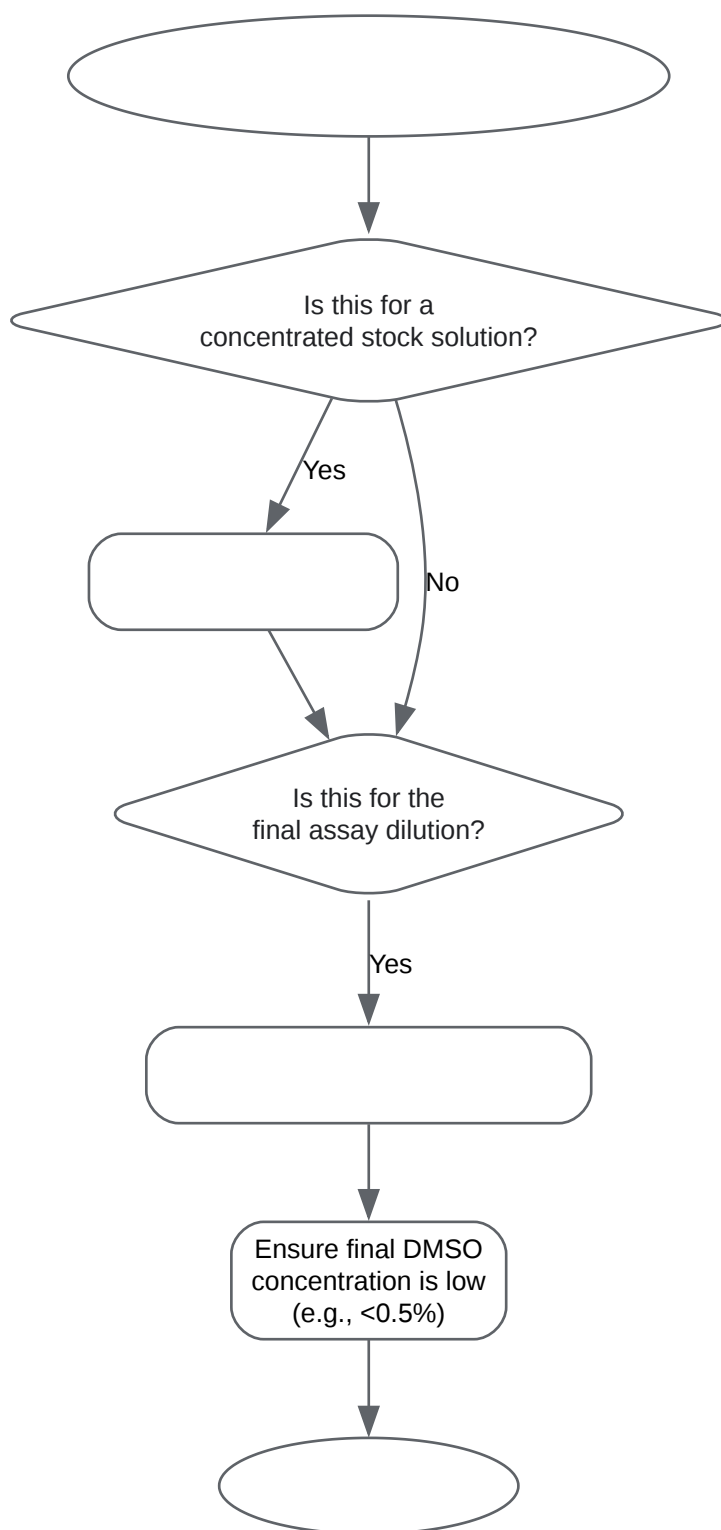 Is this for a
concentrated stock solution?
Yes
No
Is this for the
final assay dilution?
Yes
Ensure final DMSO
concentration is low
(e.g., <0.5%)